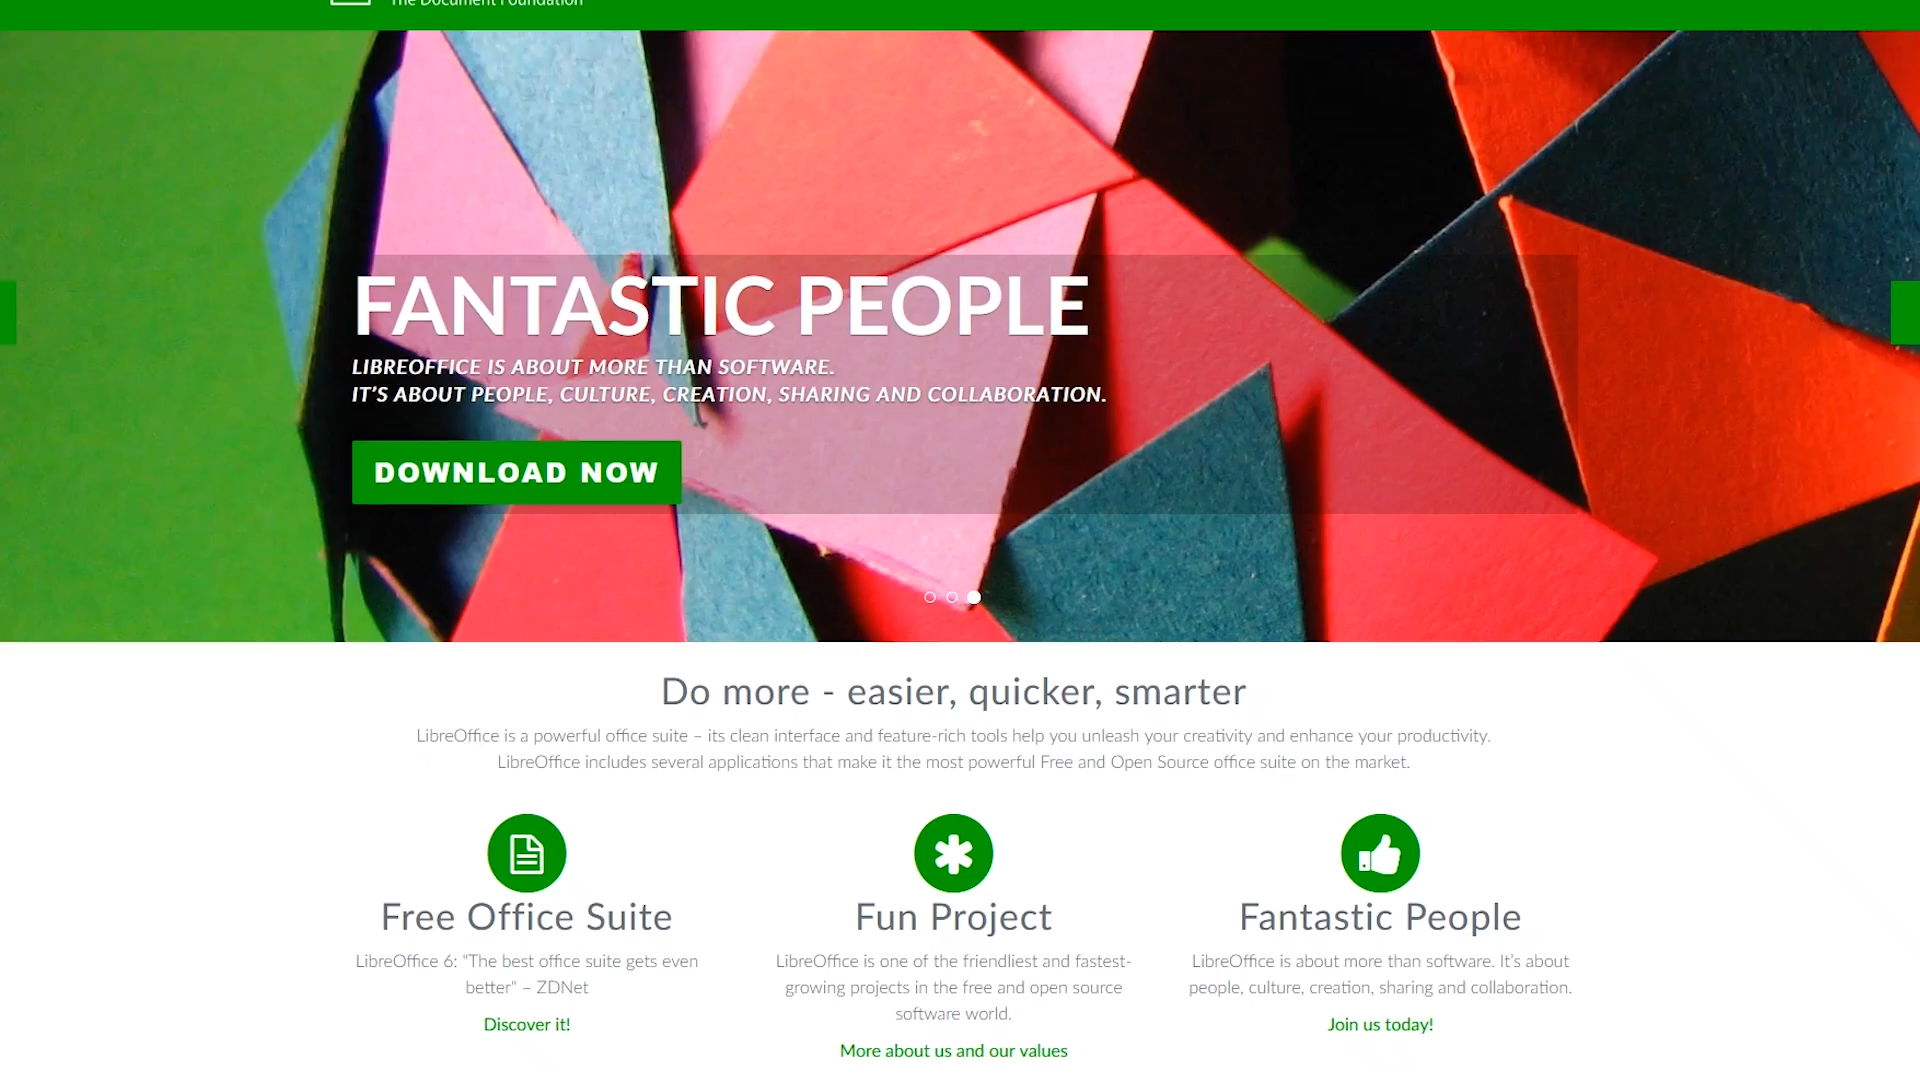 The Document Foundation
FANTASTIC PEOPLE
LIBREOFFICE IS ABOUT MORE THAN SOFTWARE.
IT'S ABOUT PEOPLE, CULTURE, CREATION, SHARING AND COLLABORATION.
DOWNLOAD NOW
Do more - easier, quicker, smarter
LibreOffice is a powerful office suite – its clean interface and feature-rich tools help you unleash your creativity and enhance your productivity.
LibreOffice includes several applications that make it the most powerful Free and Open Source office suite on the market.
Free Office Suite
LibreOffice 6: "The best office suite gets even
better" – ZDNet
Discover it!
Fun Project
LibreOffice is one of the friendliest and fastest-
growing projects in the free and open source
software world.
More about us and our values
Fantastic People
LibreOffice is about more than software. It's about
people, culture, creation, sharing and collaboration.
Join us today!